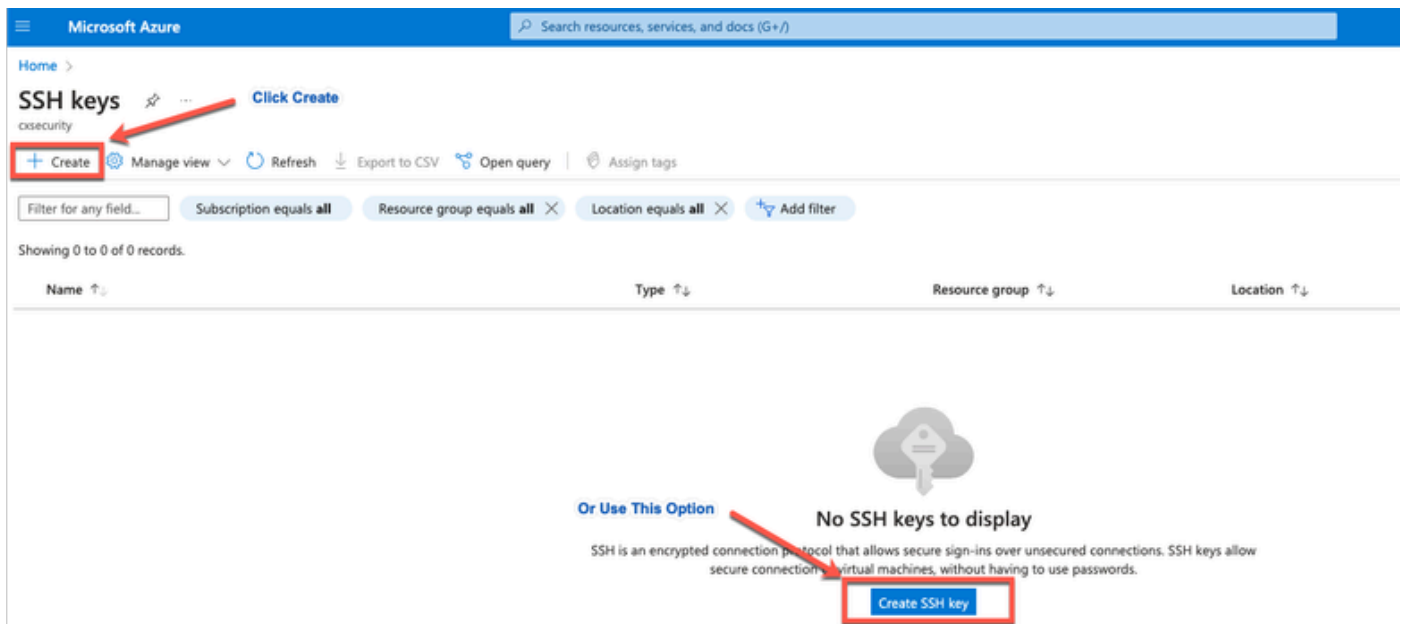 Microsoft Azure
Search resources, services, and docs (G+/)
Home >
SSH keys
Click Create
cxsecurity
+ Create Manage view Refresh Export to CSV Open query Assign tags
Filter for any field... Subscription equals all Resource group equals all Location equals all Add filter
Showing 0 to 0 of 0 records.
Name Type Resource group Location
Or Use This Option
No SSH keys to display
SSH is an encrypted connection protocol that allows secure sign-ins over unsecured connections. SSH keys allow
secure connection virtual machines, without having to use passwords.
Create SSH key